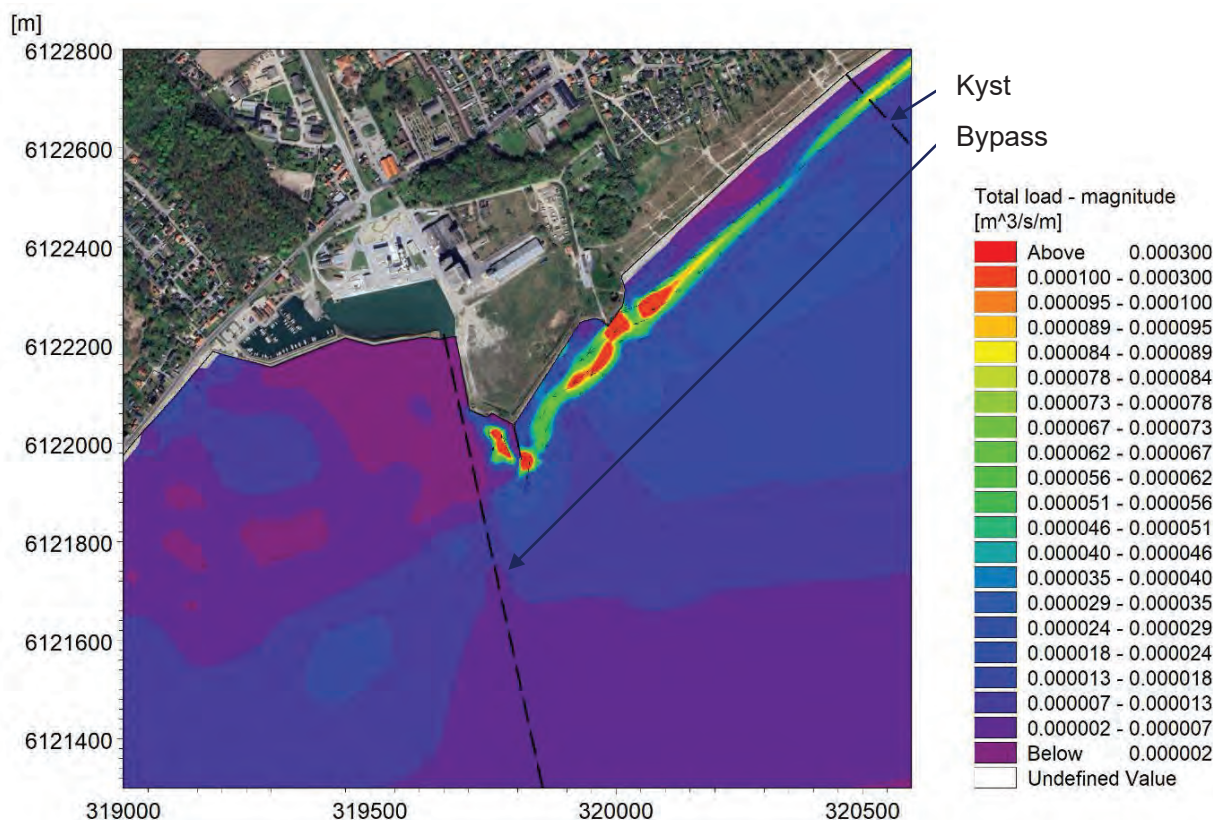 [m]
6122800
6122600
6122400
6122200
6122000
6121800
6121600
6121400
319000
319500
320000
320500
Kyst
Bypass
Total load - magnitude
[m^3/s/m]
Above 0.000300
0.000100 - 0.000300
0.000095 - 0.000100
0.000089 - 0.000095
0.000084 - 0.000089
0.000078 - 0.000084
0.000073 - 0.000078
0.000067 - 0.000073
0.000062 - 0.000067
0.000056 - 0.000062
0.000051 - 0.000056
0.000046 - 0.000051
0.000040 - 0.000046
0.000035 - 0.000040
0.000029 - 0.000035
0.000024 - 0.000029
0.000018 - 0.000024
0.000013 - 0.000018
0.000007 - 0.000013
0.000002 - 0.000007
Below 0.000002
Undefined Value